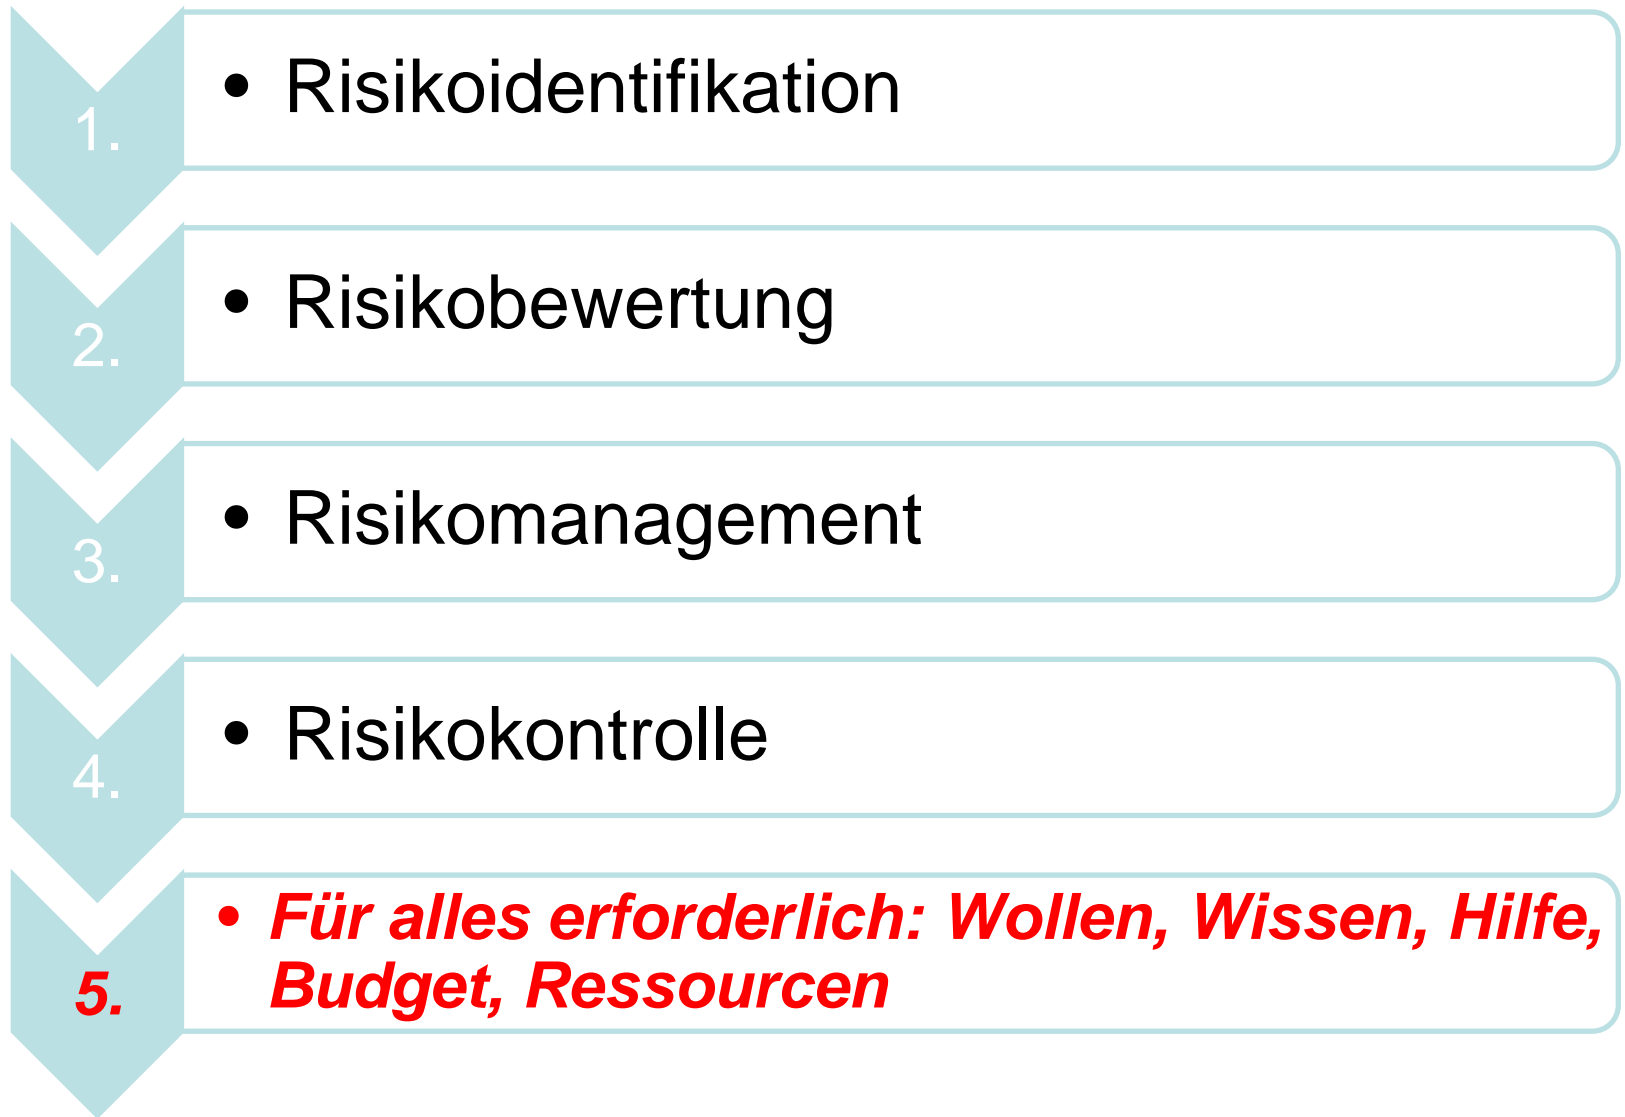 1.
• Risikoidentifikation
2.
• Risikobewertung
3.
• Risikomanagement
4.
• Risikokontrolle
5.
• Für alles erforderlich: Wollen, Wissen, Hilfe,
Budget, Ressourcen